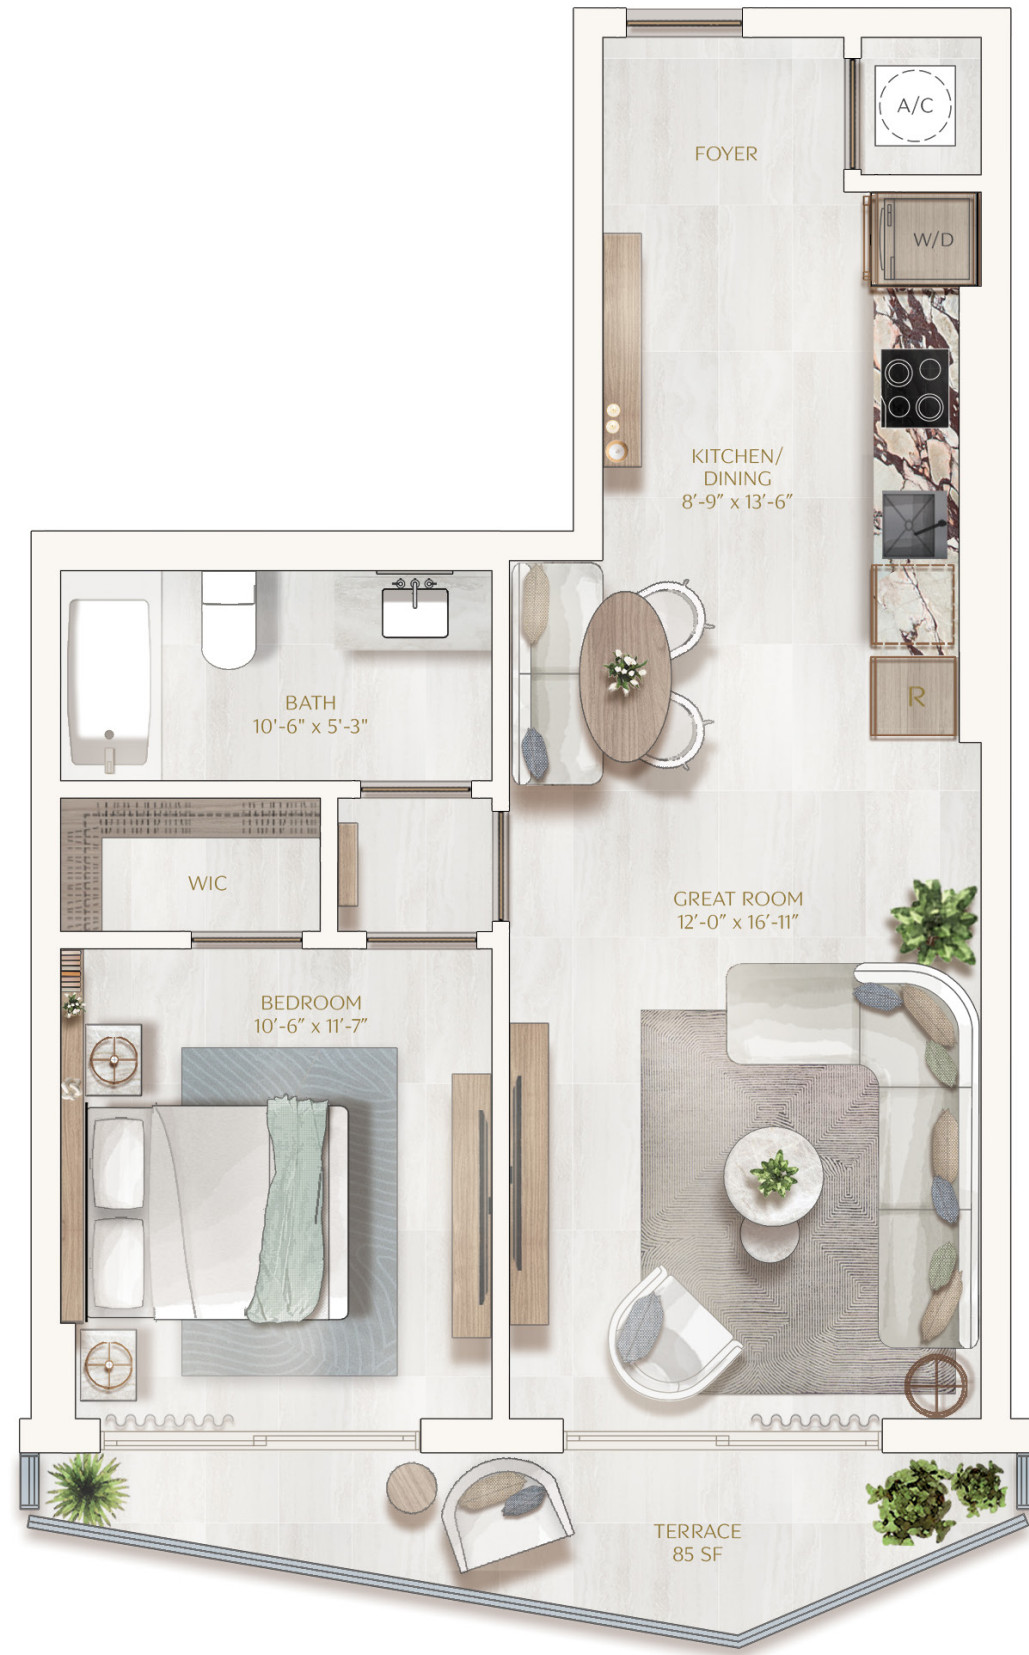 A/C
FOYER
W/D
KITCHEN/
DINING
8'-9" x 13'-6"
R
BATH
10'-6" x 5'-3"
WIC
GREAT ROOM
12'-0" x 16'-11"
BEDROOM
10'-6" x 11'-7"
TERRACE
85 SF